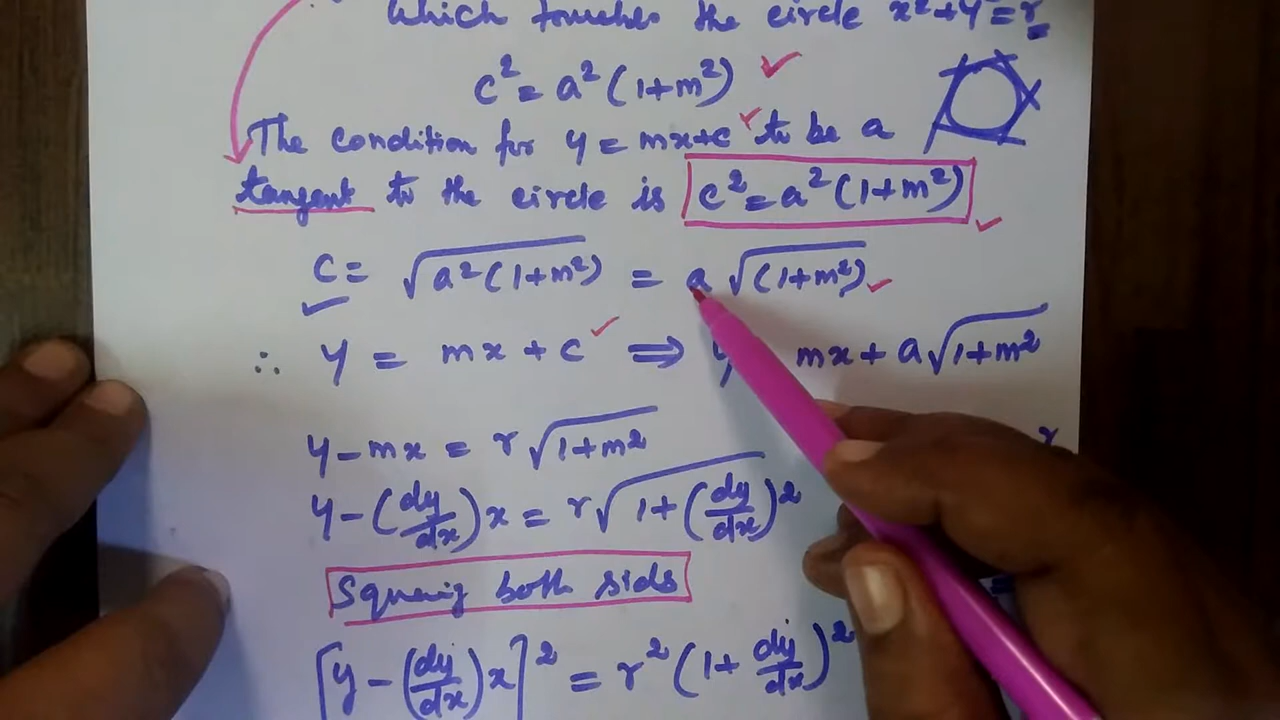 Which touches the circle x²+y²=r
c² = a² (1+m²)
The condition for y = mx+c to be a
tangent to the circle is c² = a² (1+m²)
c = √a² (1+m²) = a √(1+m²)
∴ y = mx + c ⇒ y mx + a√1+m²
y - mx = r √1+m²
y - (dy/dx) x = r √1+(dy/dx)²
Squaring both sids
[y - (dy/dx) x]² = r² (1+ dy/dx)²